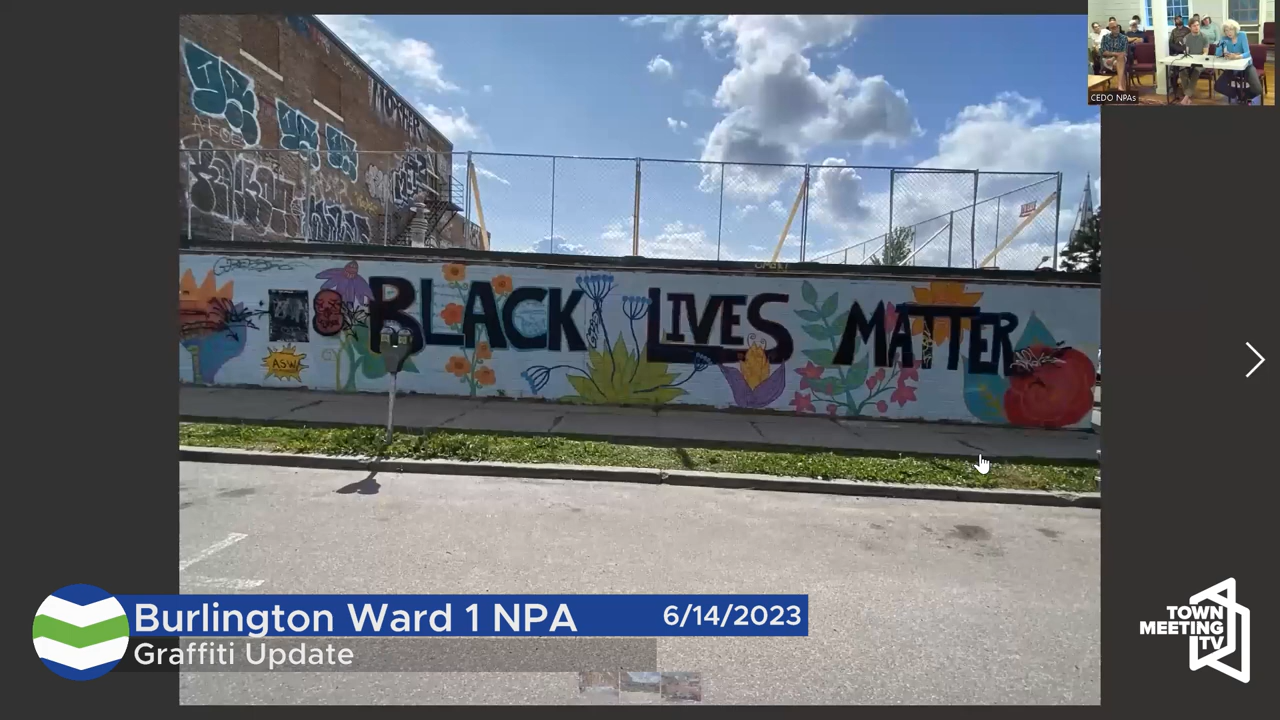 CEDO NPAs
BLACK LIVES MATTER
ASW
Burlington Ward 1 NPA
6/14/2023
Graffiti Update
TOWN
MEETING
TV